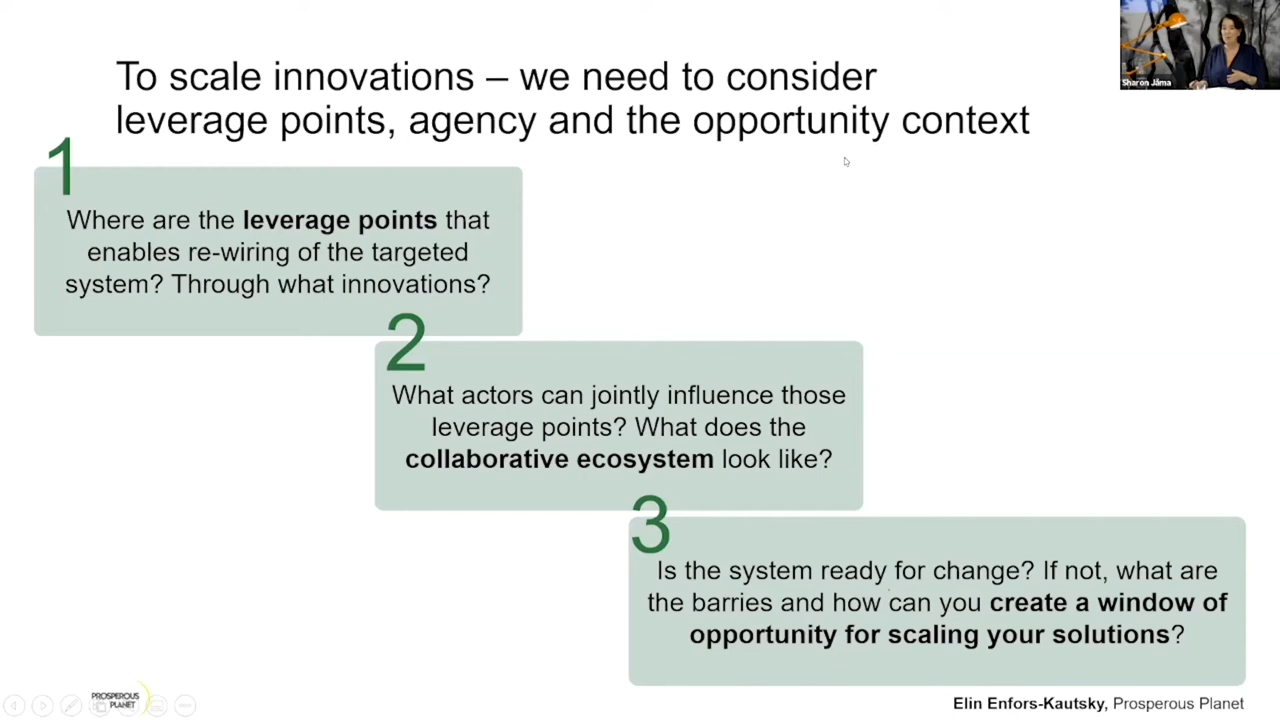 To scale innovations – we need to consider
leverage points, agency and the opportunity context
Sharon Jåma
1
Where are the leverage points that
enables re-wiring of the targeted
system? Through what innovations?
2
What actors can jointly influence those
leverage points? What does the
collaborative ecosystem look like?
3
Is the system ready for change? If not, what are
the barries and how can you create a window of
opportunity for scaling your solutions?
PROSPEROUS
PLANET
Elin Enfors-Kautsky, Prosperous Planet